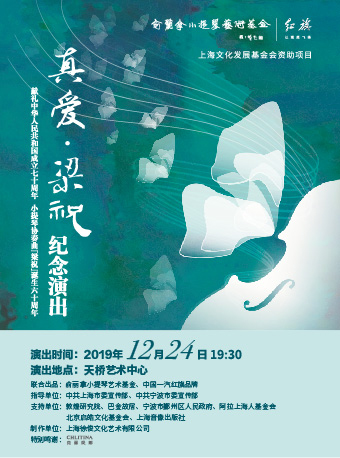 俞丽拿小提琴艺术基金
红旗
上海文化发展基金会资助项目
真爱·梁祝
纪念演出
献礼中华人民共和国成立七十周年 小提琴协奏曲「梁祝」诞生六十周年
演出时间：2019年 12月24日 19:30
演出地点：天桥艺术中心
联合出品：俞丽拿小提琴艺术基金、中国一汽红旗品牌
指导单位：中共上海市委宣传部、中共宁波市委宣传部
支持单位：敦煌研究院、巴金故居、宁波市鄞州区人民政府、阿拉上海人基金会
北京启皓文化基金会、上海音像出版社
制作单位：上海徐俊文化艺术有限公司
特别鸣谢：CHLITINA
克丽缇娜